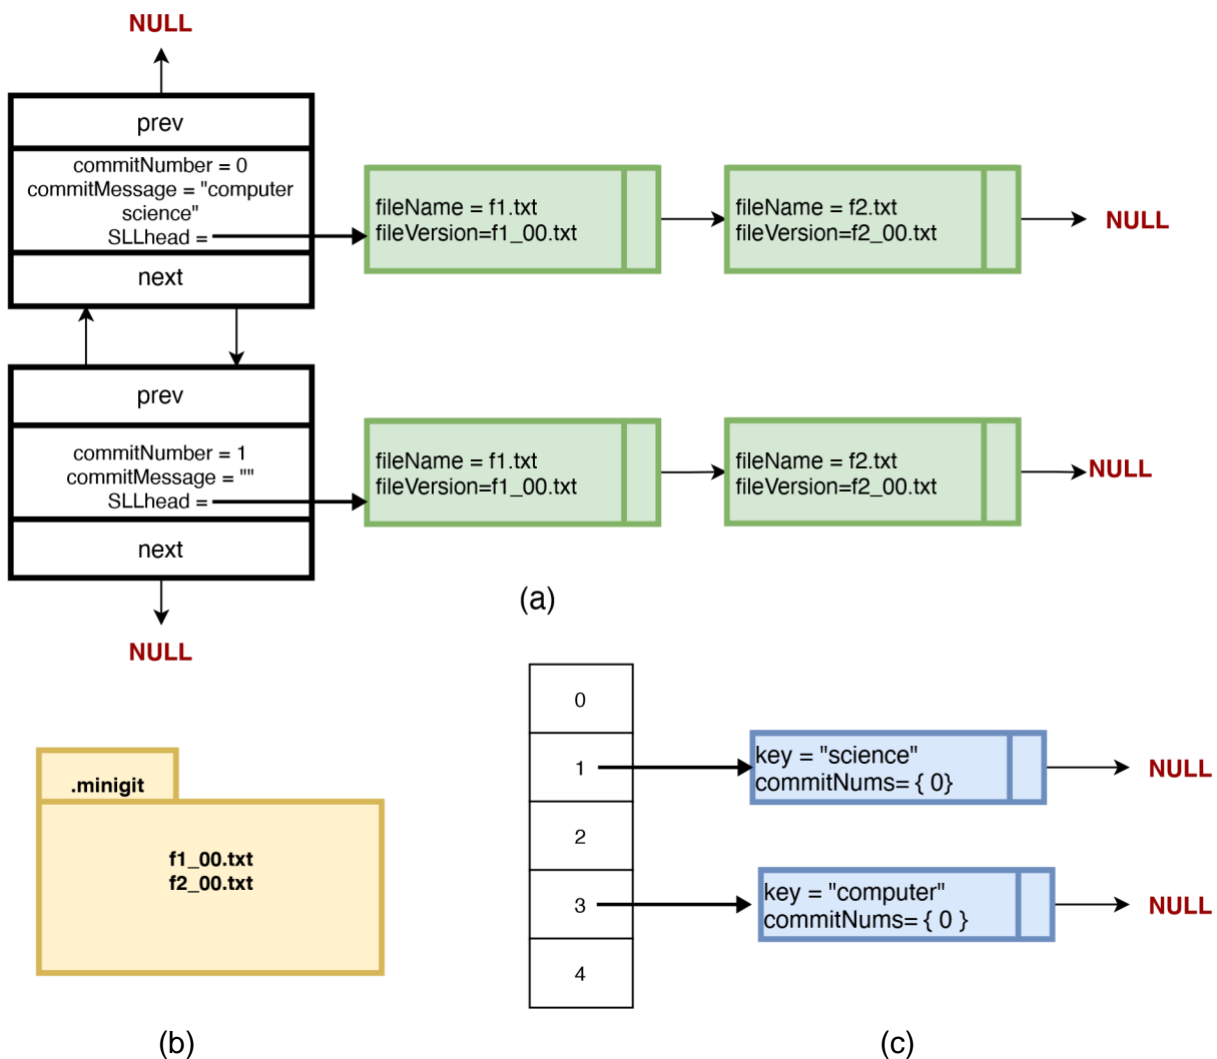 NULL
prev
commitNumber = 0
commitMessage = "computer
science"
SLLhead =
next
fileName = f1.txt
fileVersion=f1_00.txt
fileName = f2.txt
fileVersion=f2_00.txt
NULL
prev
commitNumber = 1
commitMessage = ""
SLLhead =
next
fileName = f1.txt
fileVersion=f1_00.txt
fileName = f2.txt
fileVersion=f2_00.txt
NULL
NULL
(a)
.minigit
f1_00.txt
f2_00.txt
(b)
0
1
2
3
4
key = "science"
commitNums= { 0}
NULL
key = "computer"
commitNums= { 0 }
NULL
(c)